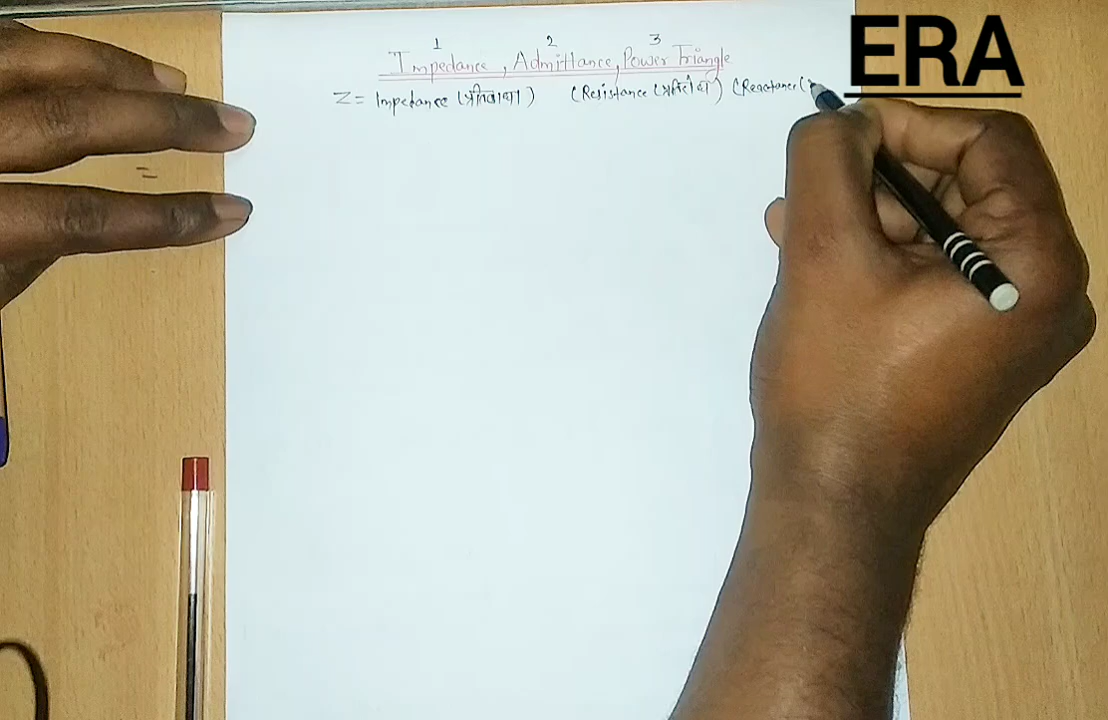 ERA
1 2 3
Impedance, Admittance, Power Triangle
Z = Impedance (प्रतिबाधा) (Resistance (प्रतिरोध) (Reactance (